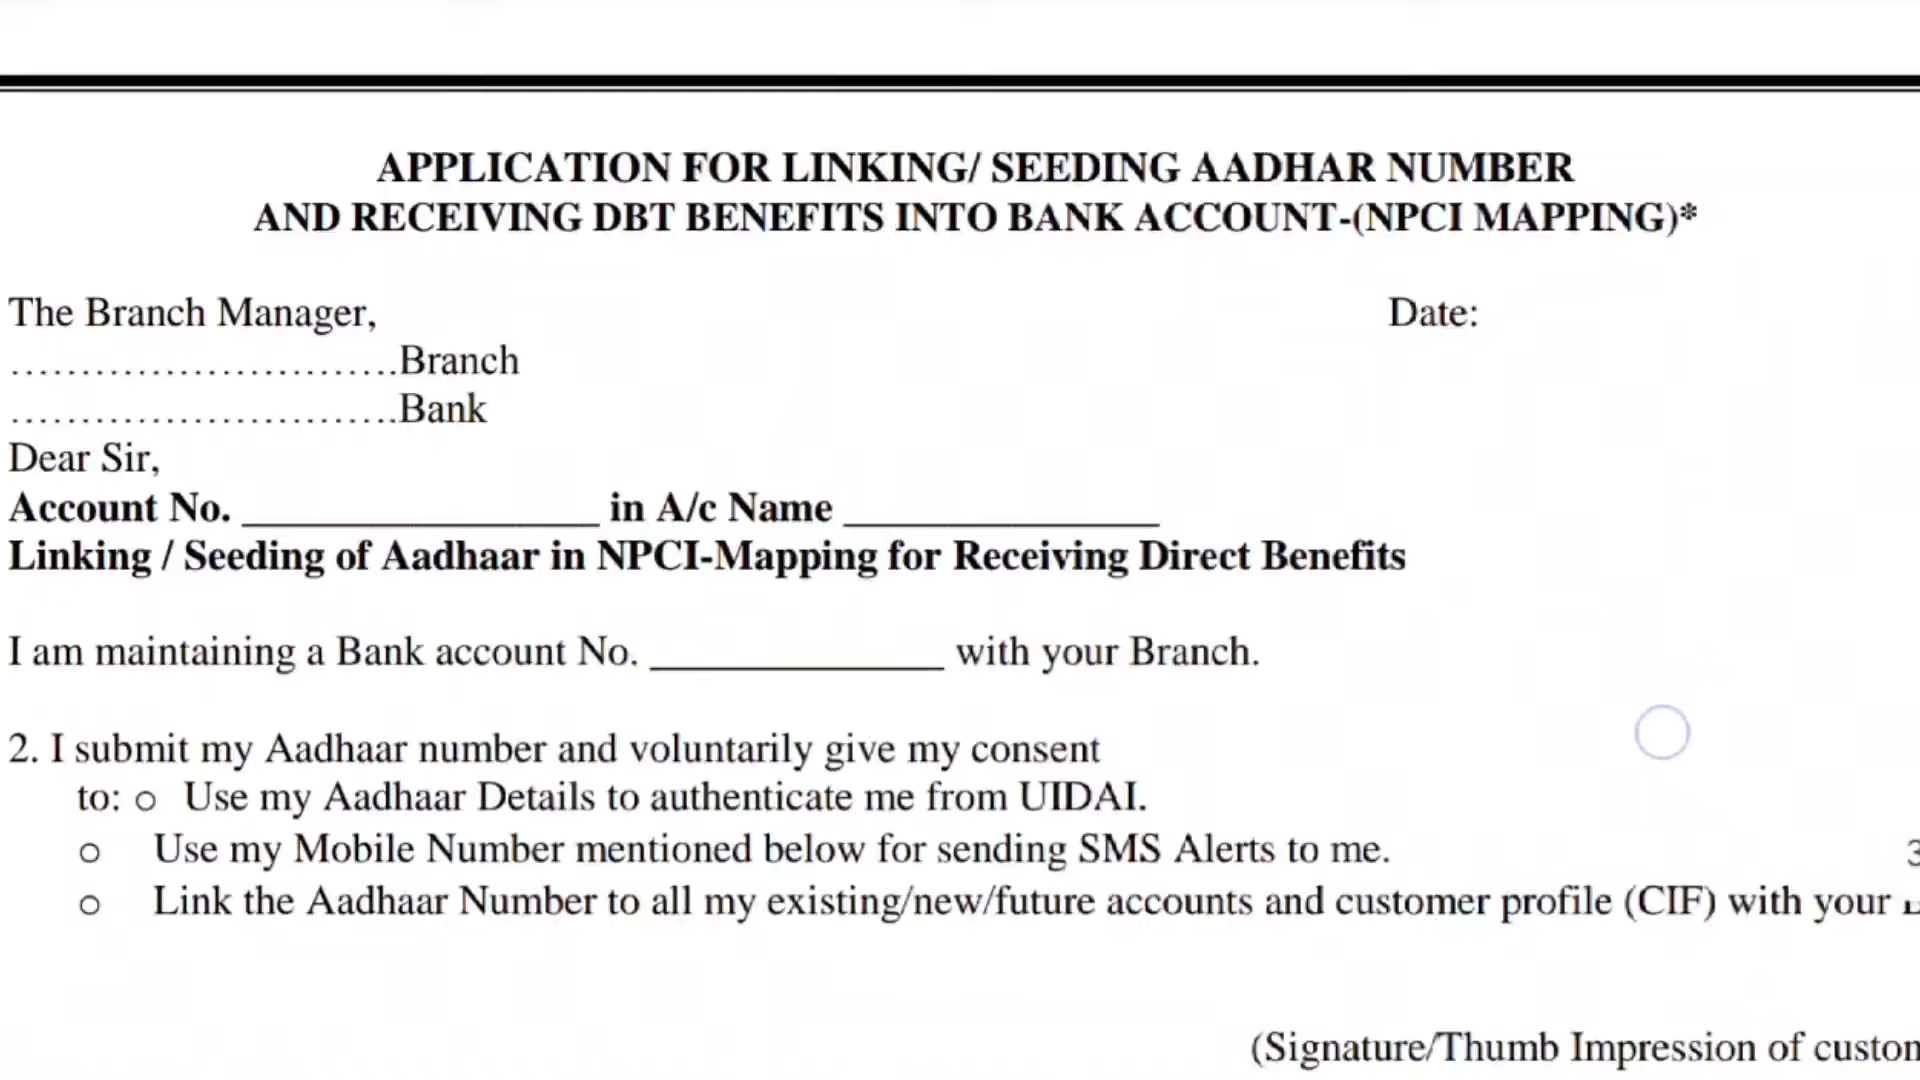 APPLICATION FOR LINKING/ SEEDING AADHAR NUMBER
AND RECEIVING DBT BENEFITS INTO BANK ACCOUNT-(NPCI MAPPING)*
The Branch Manager, Date:
………………………Branch
………………………Bank
Dear Sir,
Account No. _________________ in A/c Name _______________
Linking / Seeding of Aadhaar in NPCI-Mapping for Receiving Direct Benefits
I am maintaining a Bank account No. ______________ with your Branch.
2. I submit my Aadhaar number and voluntarily give my consent
to: o Use my Aadhaar Details to authenticate me from UIDAI.
o Use my Mobile Number mentioned below for sending SMS Alerts to me.
o Link the Aadhaar Number to all my existing/new/future accounts and customer profile (CIF) with your
(Signature/Thumb Impression of